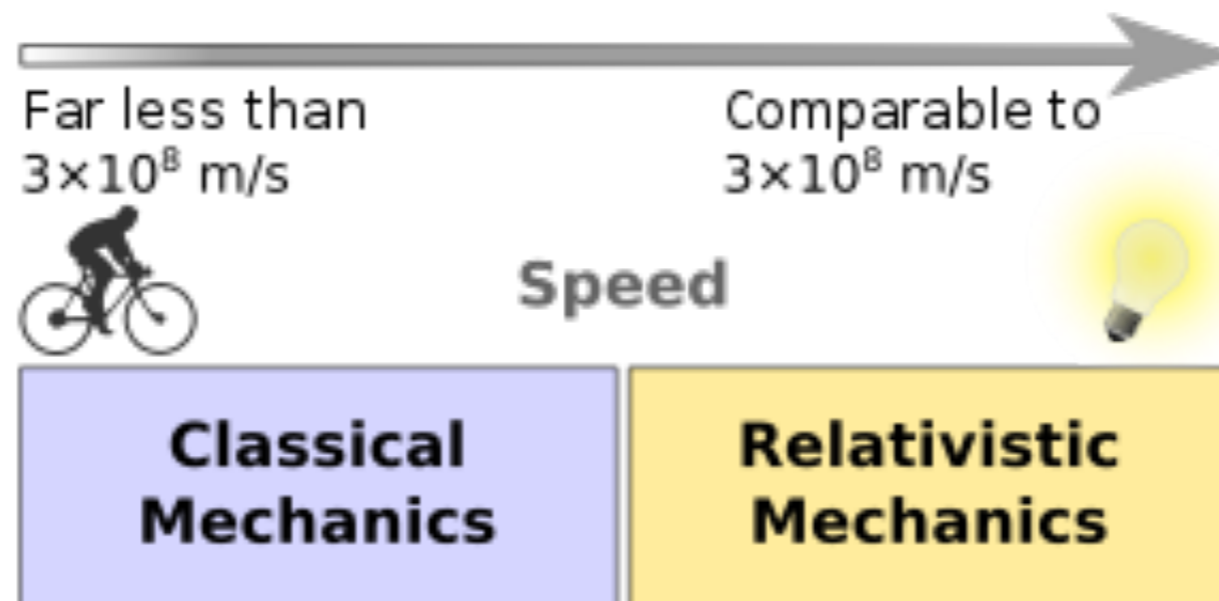 Far less than
3×10⁸ m/s
Comparable to
3×10⁸ m/s
Speed
Classical
Mechanics
Relativistic
Mechanics